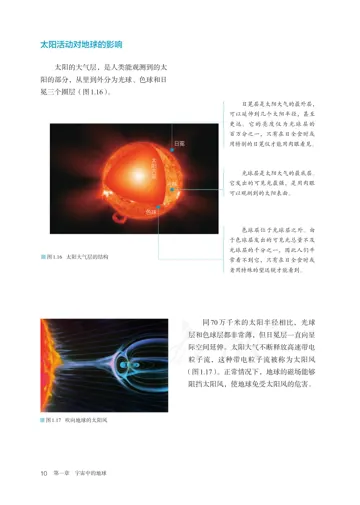 太阳活动对地球的影响
太阳的大气层，是人类能观测到的太
阳的部分，从里到外分为光球、色球和日
冕三个圈层（图1.16）。
日冕层是太阳大气的最外层，
可以延伸到几个太阳半径，甚至
更远。它的亮度仅为光球层的
百万分之一，只有在日全食时或
用特制的日冕仪才能用肉眼看见。
日冕
光球层是太阳大气的最底层。
它发出的可见光最强，是用肉眼
可以观测到的太阳表面。
色球
色球层位于光球层之外。由
于色球层发出的可见光总量不及
光球层的千分之一，因此人们平
常看不到它，只有在日全食时或
者用特殊的望远镜才能看到。
图1.16 太阳大气层的结构
同70万千米的太阳半径相比，光球
层和色球层都非常薄，但日冕层一直向星
际空间延伸。太阳大气不断释放高速带电
粒子流，这种带电粒子流被称为太阳风
（图1.17）。正常情况下，地球的磁场能够
阻挡太阳风，使地球免受太阳风的危害。
图1.17 吹向地球的太阳风
10 第一章 宇宙中的地球